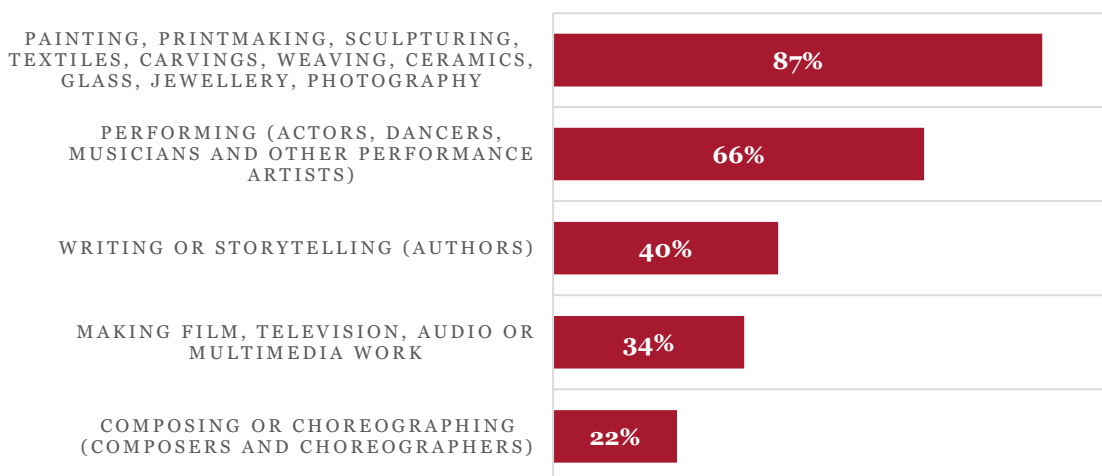 PAINTING, PRINTMAKING, SCULPTURING,
TEXTILES, CARVINGS, WEAVING, CERAMICS,
GLASS, JEWELLERY, PHOTOGRAPHY
87%
PERFORMING (ACTORS, DANCERS,
MUSICIANS AND OTHER PERFORMANCE
ARTISTS)
66%
WRITING OR STORYTELLING (AUTHORS)
40%
MAKING FILM, TELEVISION, AUDIO OR
MULTIMEDIA WORK
34%
COMPOSING OR CHOREOGRAPHING
(COMPOSERS AND CHOREOGRAPHERS)
22%